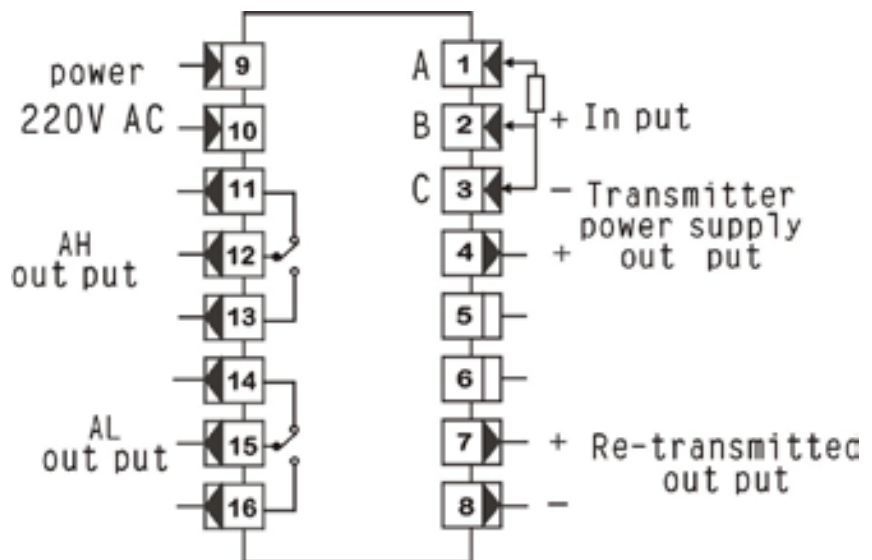 power
220V AC
9
10
11
AH
out put
12
13
14
AL
out put
15
16
A 1
B 2 + In put
C 3 - Transmitter
power supply
4 + out put
5
6
7 + Re-transmitted
out put
8 -